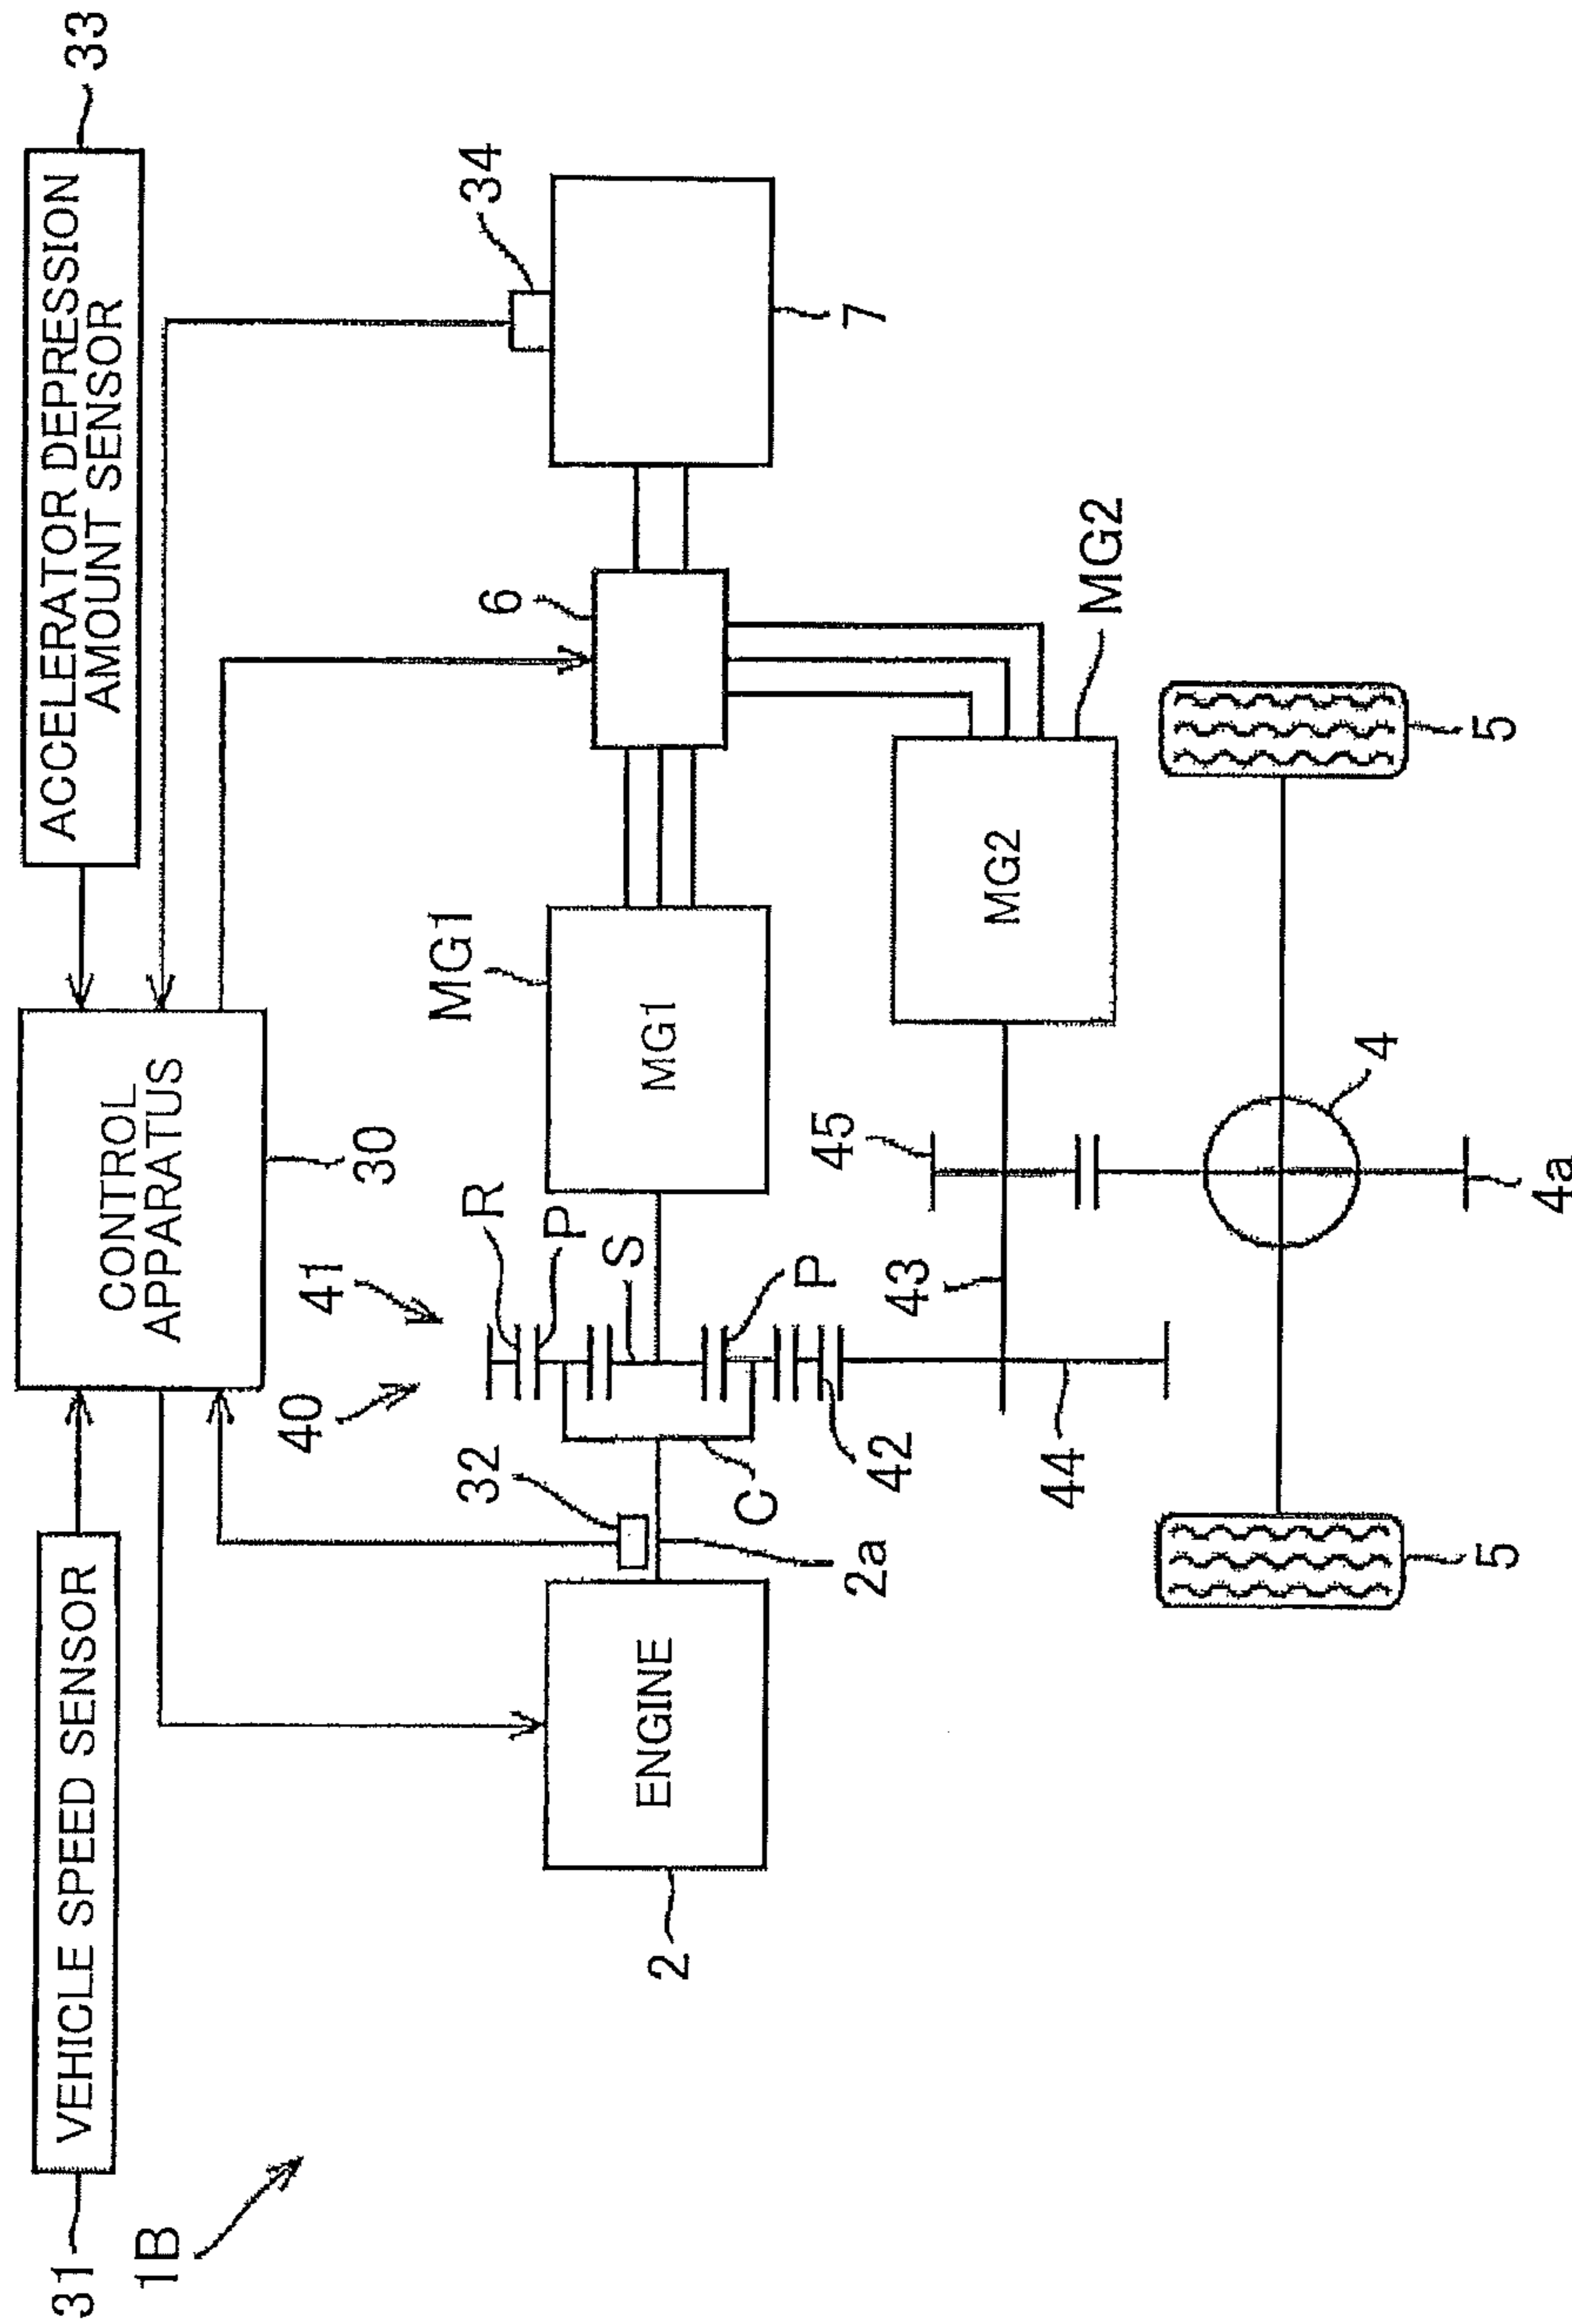 1B
31
VEHICLE SPEED SENSOR
CONTROL
APPARATUS
30
ACCELERATOR DEPRESSION
AMOUNT SENSOR
33
40
41
R
P
S
MG1
6
34
32
2
ENGINE
2a
C
42
P
MG1
7
43
45
44
MG2
MG2
4
5
4a
5